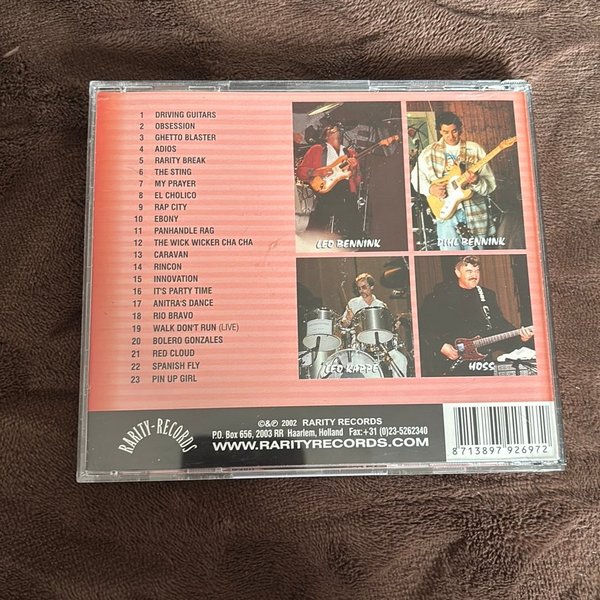 1 DRIVING GUITARS
2 OBSESSION
3 GHETTO BLASTER
4 ADIOS
5 RARITY BREAK
6 THE STING
7 MY PRAYER
8 EL CHOLICO
9 RAP CITY
10 EBONY
11 PANHANDLE RAG
12 THE WICK WICKER CHA CHA
13 CARAVAN
14 RINCON
15 INNOVATION
16 IT'S PARTY TIME
17 ANITRA'S DANCE
18 RIO BRAVO
19 WALK DON'T RUN (LIVE)
20 BOLERO GONZALES
21 RED CLOUD
22 SPANISH FLY
23 PIN UP GIRL
LEO BENNINK
DIHL BENNINK
LEO KAPPE
HOSS
RARITY-RECORDS
©&℗ 2002 RARITY RECORDS
P.O. Box 656, 2003 RR Haarlem, Holland Fax:+31 (0)23-5262340
WWW.RARITYRECORDS.COM
8 713897 926972